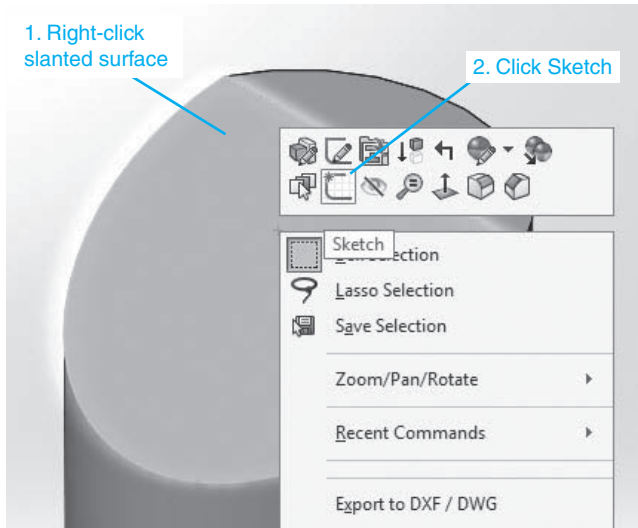 1. Right-click
slanted surface
2. Click Sketch
Sketch
ection
Lasso Selection
Save Selection
Zoom/Pan/Rotate
Recent Commands
Export to DXF / DWG